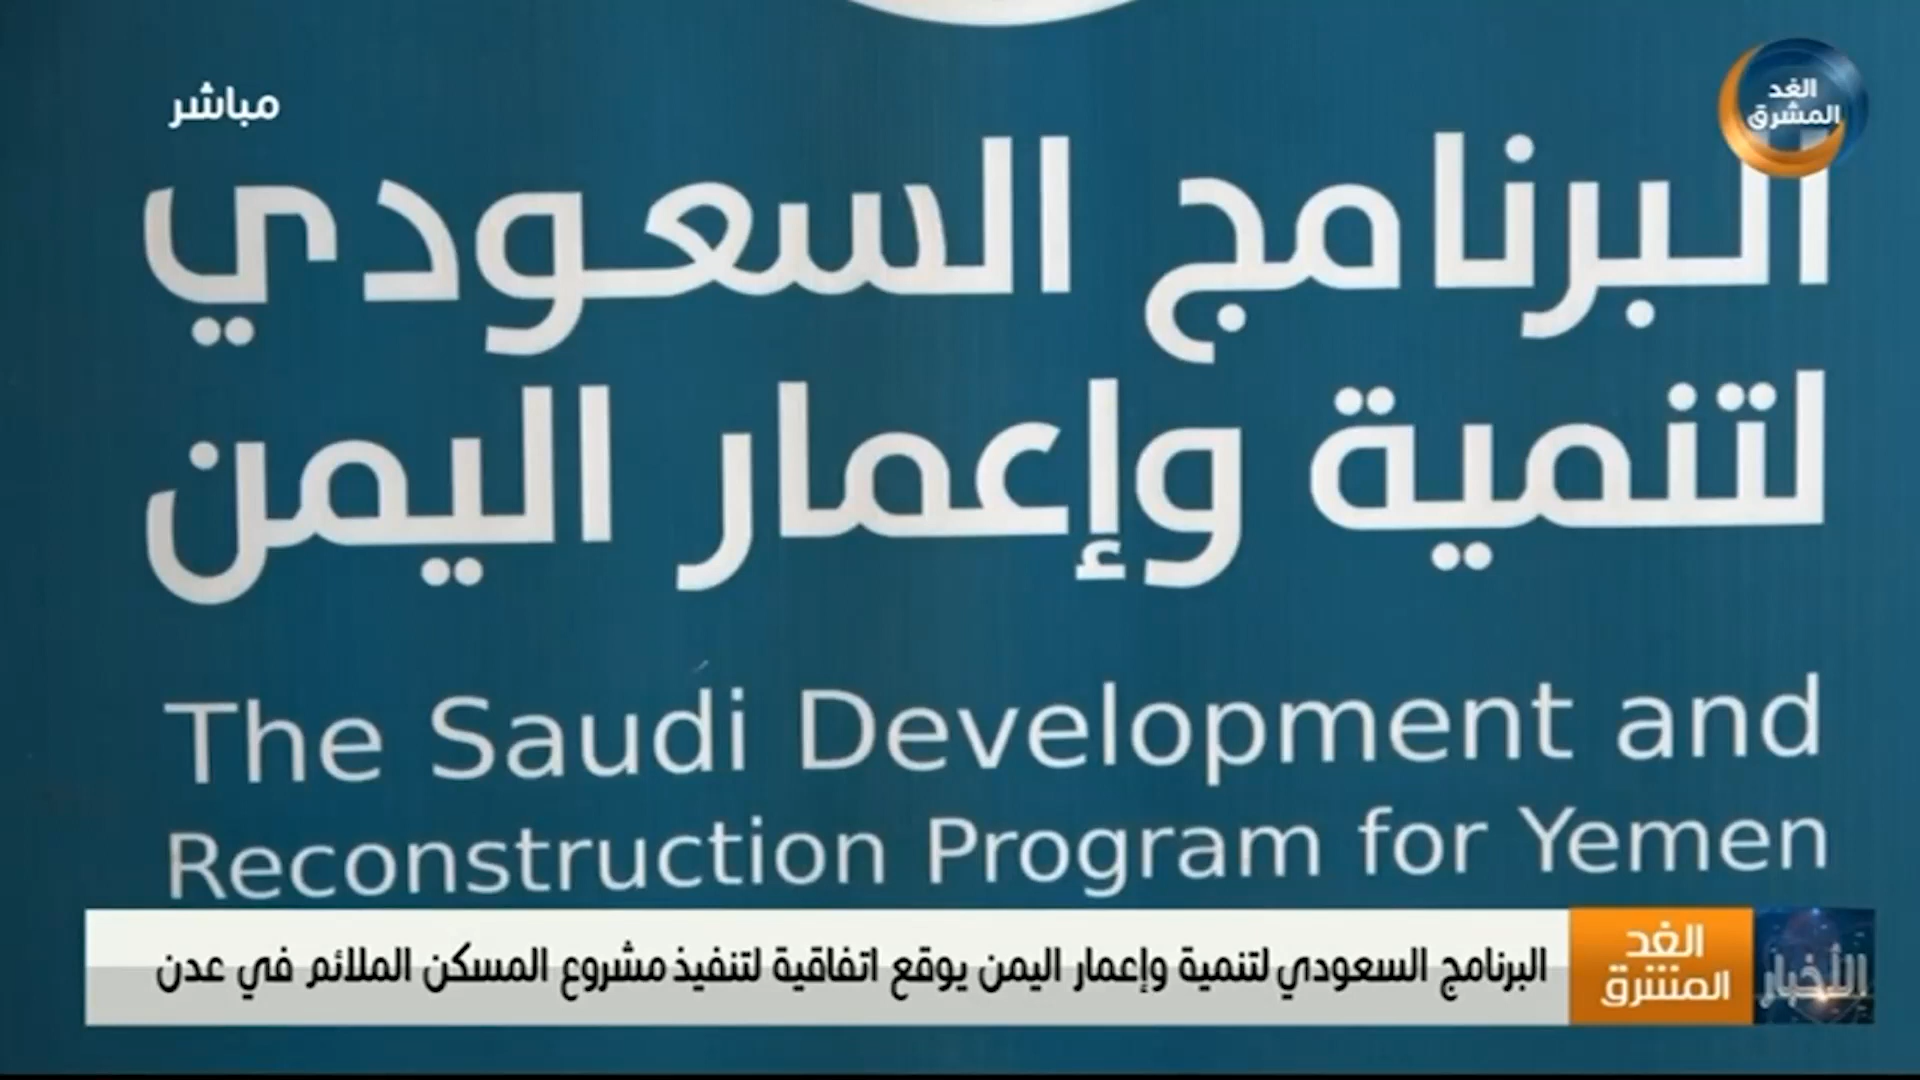 مباشر
الغد
المشرق
البرنامج السعودي
لتنمية وإعمار اليمن
The Saudi Development and
Reconstruction Program for Yemen
البرنامج السعودي لتنمية وإعمار اليمن يوقع اتفاقية لتنفيذ مشروع المسكن الملائم في عدن
الغد
المشرق
الأخبار